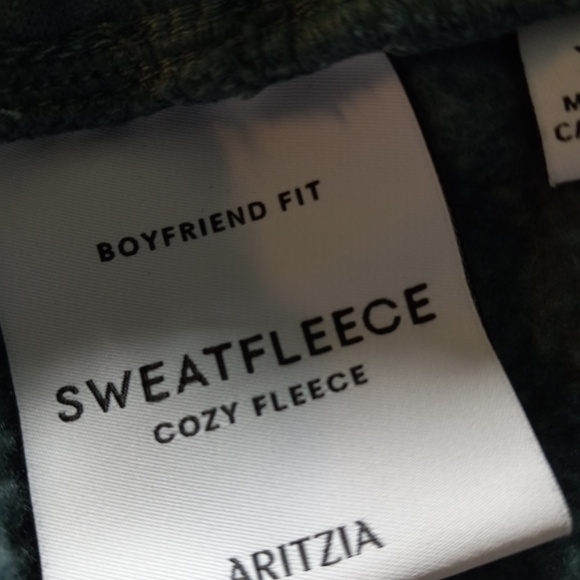 BOYFRIEND FIT
SWEATFLEECE
COZY FLEECE
ARITZIA